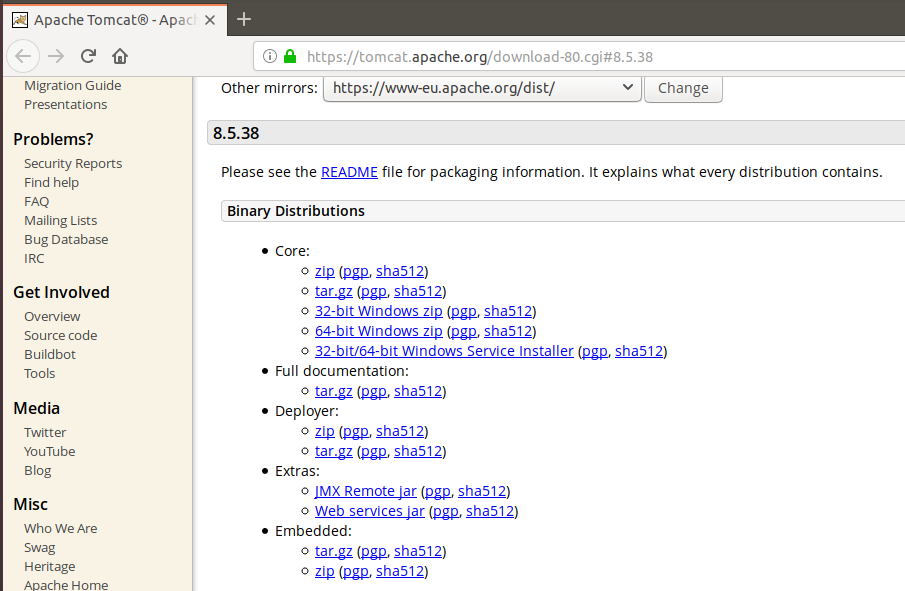 Apache Tomcat® - Apac
https://tomcat.apache.org/download-80.cgi#8.5.38
Migration Guide
Presentations
Problems?
Security Reports
Find help
FAQ
Mailing Lists
Bug Database
IRC
Get Involved
Overview
Source code
Buildbot
Tools
Media
Twitter
YouTube
Blog
Misc
Who We Are
Swag
Heritage
Apache Home
Other mirrors: https://www-eu.apache.org/dist/ Change
8.5.38
Please see the README file for packaging information. It explains what every distribution contains.
Binary Distributions
Core:
zip (pgp, sha512)
tar.gz (pgp, sha512)
32-bit Windows zip (pgp, sha512)
64-bit Windows zip (pgp, sha512)
32-bit/64-bit Windows Service Installer (pgp, sha512)
Full documentation:
tar.gz (pgp, sha512)
Deployer:
zip (pgp, sha512)
tar.gz (pgp, sha512)
Extras:
JMX Remote jar (pgp, sha512)
Web services jar (pgp, sha512)
Embedded:
tar.gz (pgp, sha512)
zip (pgp, sha512)